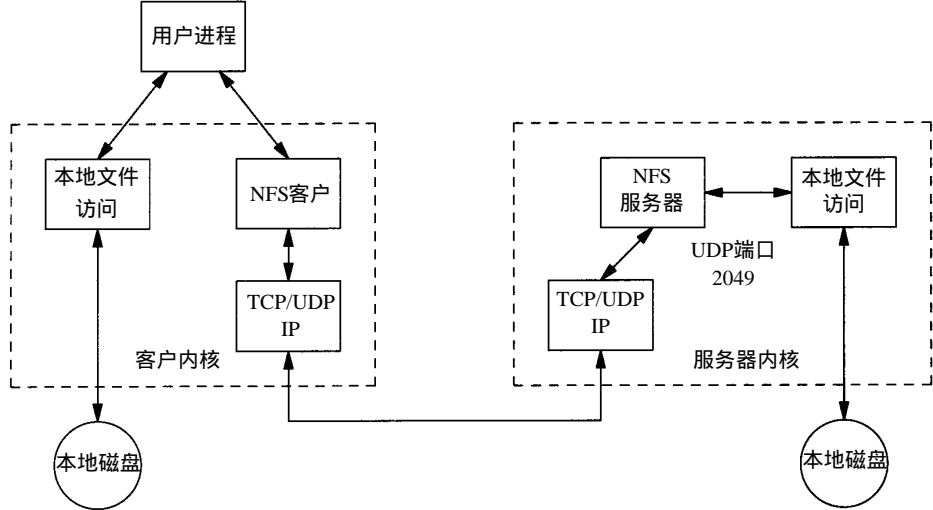 用户进程
本地文件
访问
NFS客户
TCP/UDP
IP
客户内核
本地磁盘
NFS
服务器
本地文件
访问
UDP端口
2049
TCP/UDP
IP
服务器内核
本地磁盘